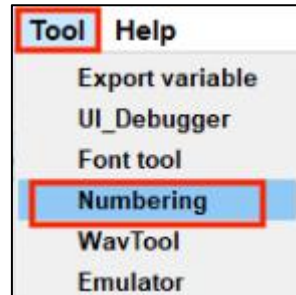 Tool Help
Export variable
UI_Debugger
Font tool
Numbering
WavTool
Emulator